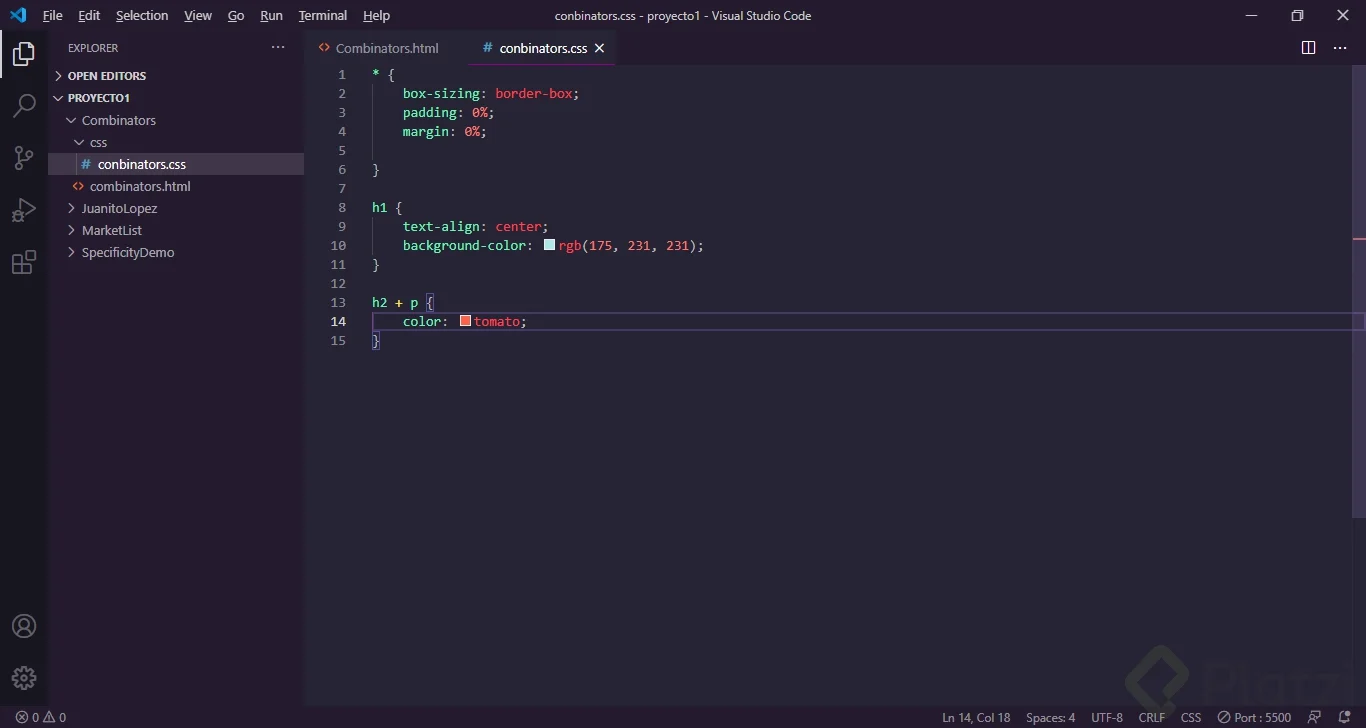 File Edit Selection View Go Run Terminal Help
conbinators.css - proyecto1 - Visual Studio Code
EXPLORER
OPEN EDITORS
PROYECTO1
Combinators
css
# conbinators.css
<> combinators.html
JuanitoLopez
MarketList
SpecificityDemo
<> Combinators.html
# conbinators.css
1 * {
2 box-sizing: border-box;
3 padding: 0%;
4 margin: 0%;
5
6 }
7
8 h1 {
9 text-align: center;
10 background-color: rgb(175, 231, 231);
11 }
12
13 h2 + p {
14 color: tomato;
15 }
Platzi
0 0
Ln 14, Col 18 Spaces: 4 UTF-8 CRLF CSS Port : 5500